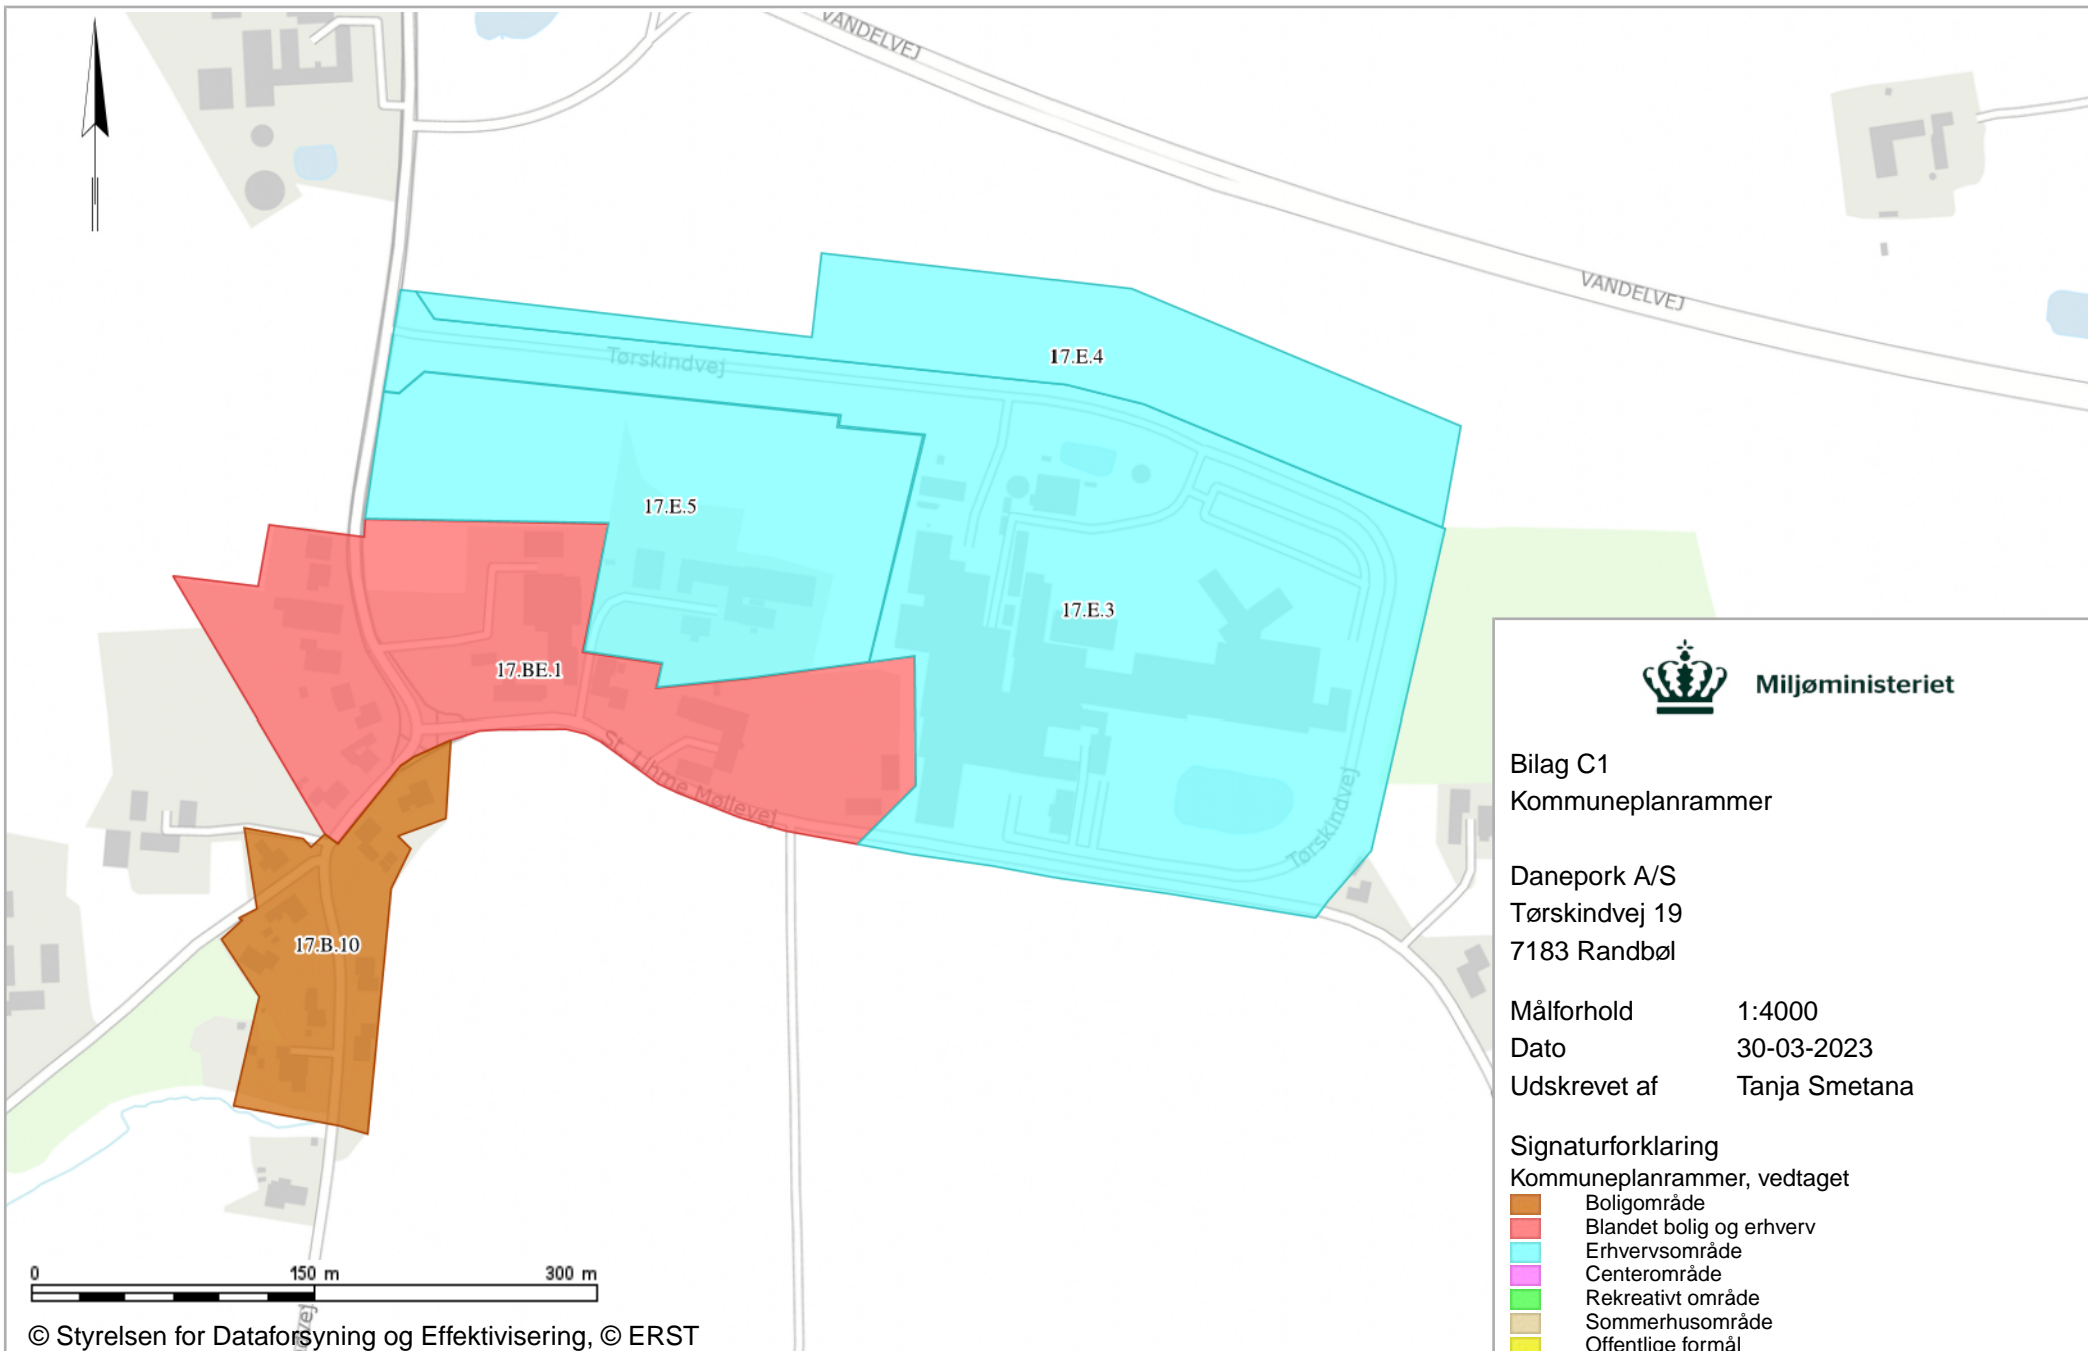 VANDELVEJ
VANDELVEJ
Tørskindvej
17.E.4
17.E.5
17.E.3
17.BE.1
St. Lihme Møllevej
Tørskindvej
17.B.10
Miljøministeriet
Bilag C1
Kommuneplanrammer
Danepork A/S
Tørskindvej 19
7183 Randbøl
Målforhold 1:4000
Dato 30-03-2023
Udskrevet af Tanja Smetana
Signaturforklaring
Kommuneplanrammer, vedtaget
Boligområde
Blandet bolig og erhverv
Erhvervsområde
Centerområde
Rekreativt område
Sommerhusområde
Offentlige formål
0 150 m 300 m
© Styrelsen for Dataforsyning og Effektivisering, © ERST